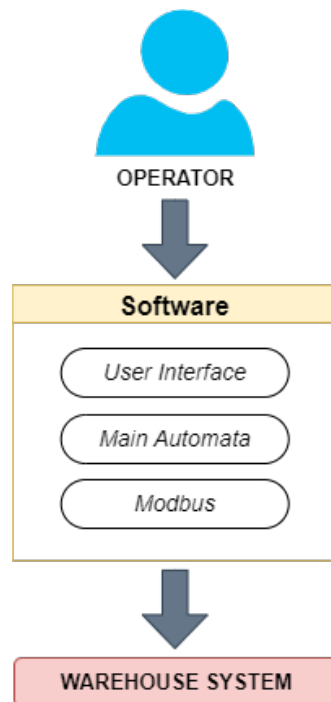 OPERATOR
Software
User Interface
Main Automata
Modbus
WAREHOUSE SYSTEM